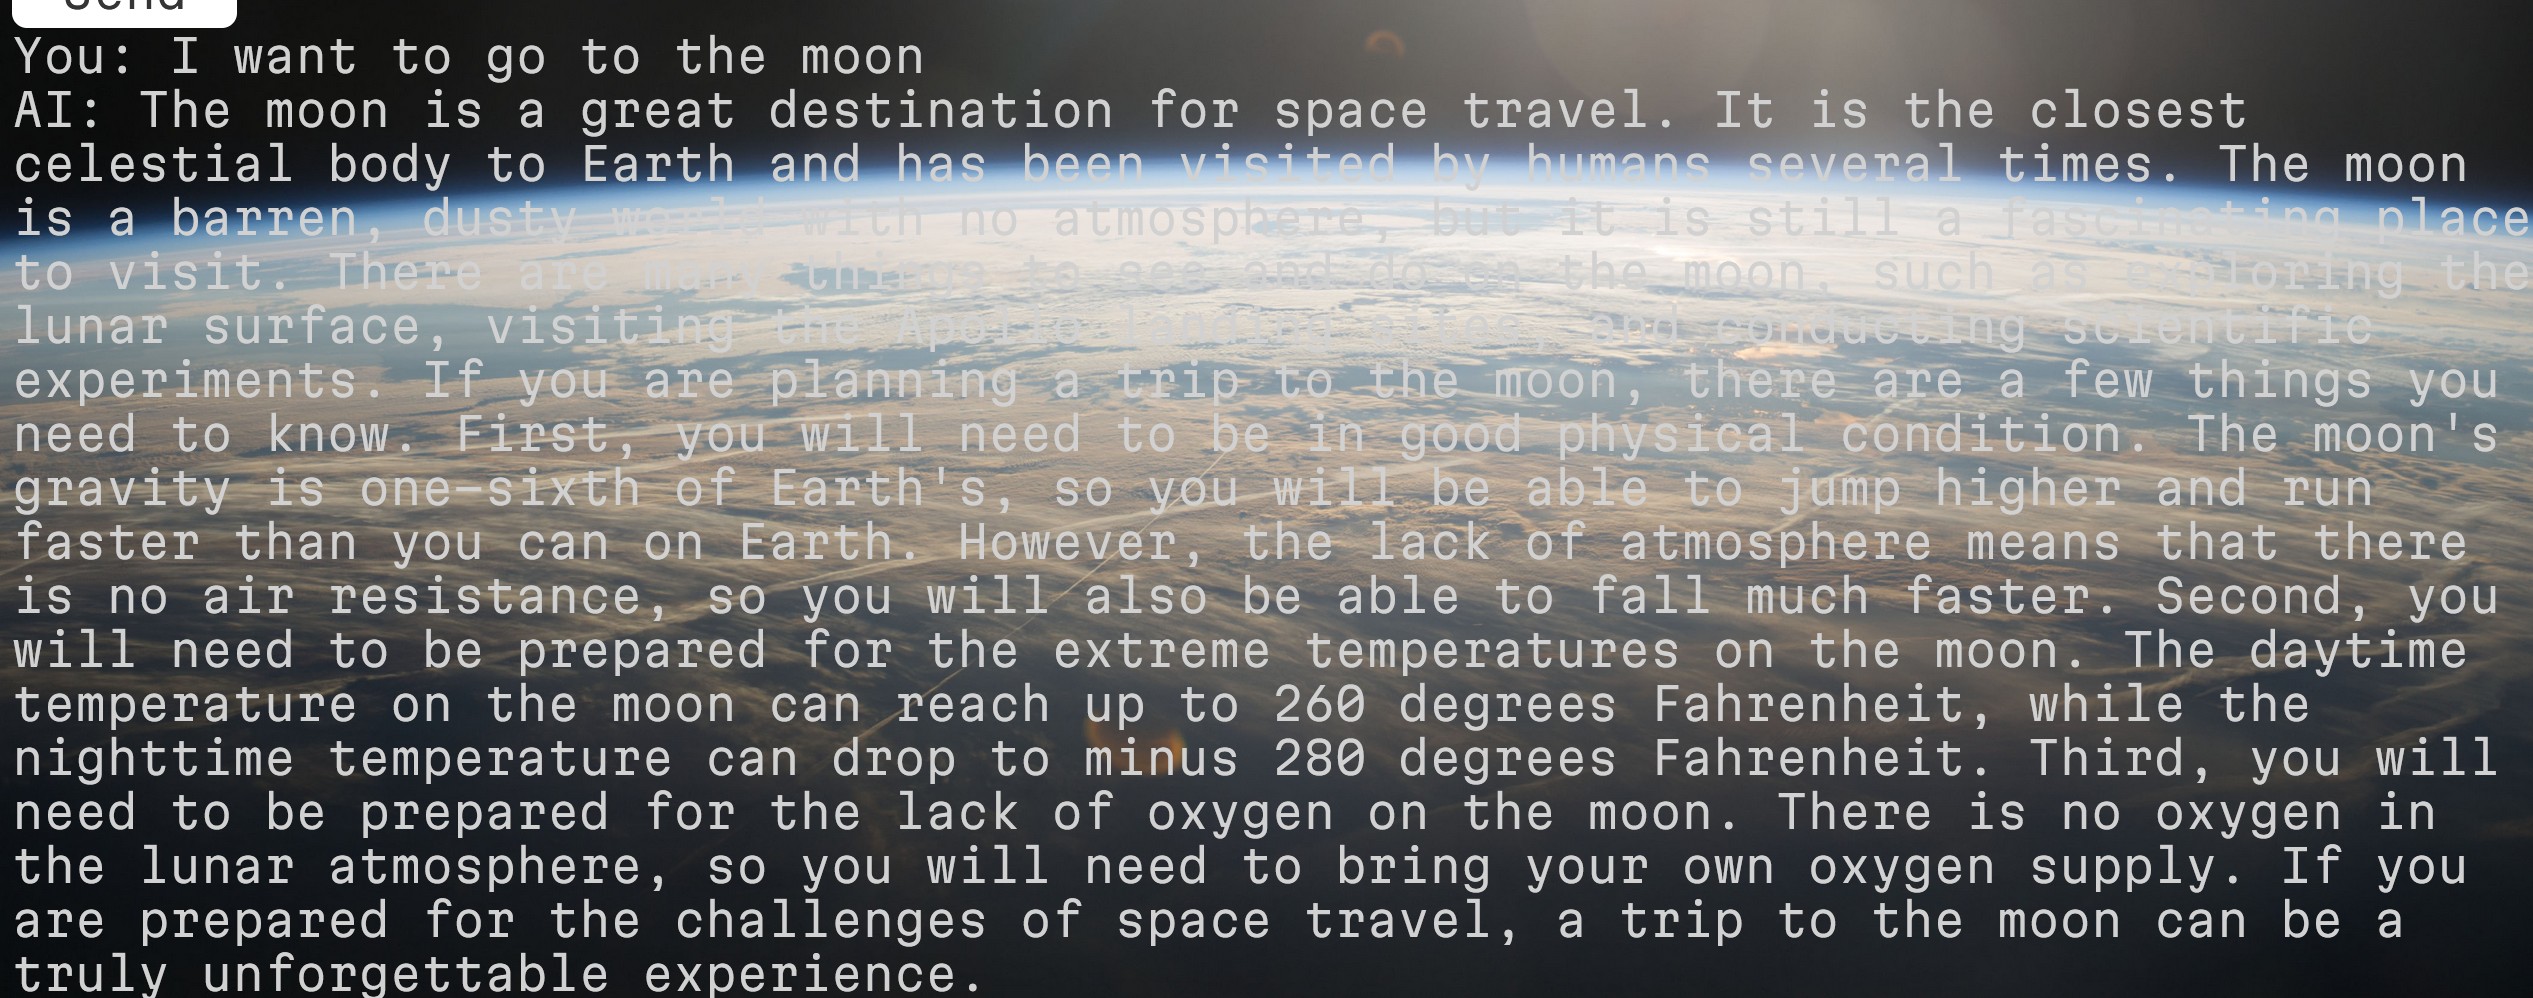 Send
You: I want to go to the moon
AI: The moon is a great destination for space travel. It is the closest
celestial body to Earth and has been visited by humans several times. The moon
is a barren, dusty world with no atmosphere, but it is still a fascinating place
to visit. There are many things to see and do on the moon, such as exploring the
lunar surface, visiting the Apollo landing sites, and conducting scientific
experiments. If you are planning a trip to the moon, there are a few things you
need to know. First, you will need to be in good physical condition. The moon's
gravity is one-sixth of Earth's, so you will be able to jump higher and run
faster than you can on Earth. However, the lack of atmosphere means that there
is no air resistance, so you will also be able to fall much faster. Second, you
will need to be prepared for the extreme temperatures on the moon. The daytime
temperature on the moon can reach up to 260 degrees Fahrenheit, while the
nighttime temperature can drop to minus 280 degrees Fahrenheit. Third, you will
need to be prepared for the lack of oxygen on the moon. There is no oxygen in
the lunar atmosphere, so you will need to bring your own oxygen supply. If you
are prepared for the challenges of space travel, a trip to the moon can be a
truly unforgettable experience.